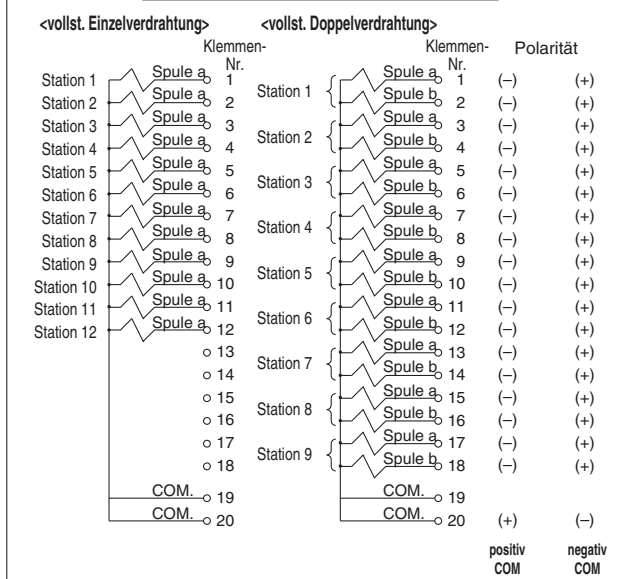 <vollst. Einzelverdrahtung> <vollst. Doppelverdrahtung>
Klemmen-Nr. Klemmen-Nr. Polarität
Station 1 Spule a 1 Station 1 Spule a 1 (–) (+)
Station 2 Spule a 2 Spule b 2 (–) (+)
Station 3 Spule a 3 Station 2 Spule a 3 (–) (+)
Station 4 Spule a 4 Spule b 4 (–) (+)
Station 5 Spule a 5 Station 3 Spule a 5 (–) (+)
Station 6 Spule a 6 Spule b 6 (–) (+)
Station 7 Spule a 7 Station 4 Spule a 7 (–) (+)
Station 8 Spule a 8 Spule b 8 (–) (+)
Station 9 Spule a 9 Station 5 Spule a 9 (–) (+)
Station 10 Spule a 10 Spule b 10 (–) (+)
Station 11 Spule a 11 Station 6 Spule a 11 (–) (+)
Station 12 Spule a 12 Spule b 12 (–) (+)
13 Station 7 Spule a 13 (–) (+)
14 Spule b 14 (–) (+)
15 Station 8 Spule a 15 (–) (+)
16 Spule b 16 (–) (+)
17 Station 9 Spule a 17 (–) (+)
18 Spule b 18 (–) (+)
COM. 19 COM. 19
COM. 20 COM. 20 (+) (–)
positiv negativ
COM COM